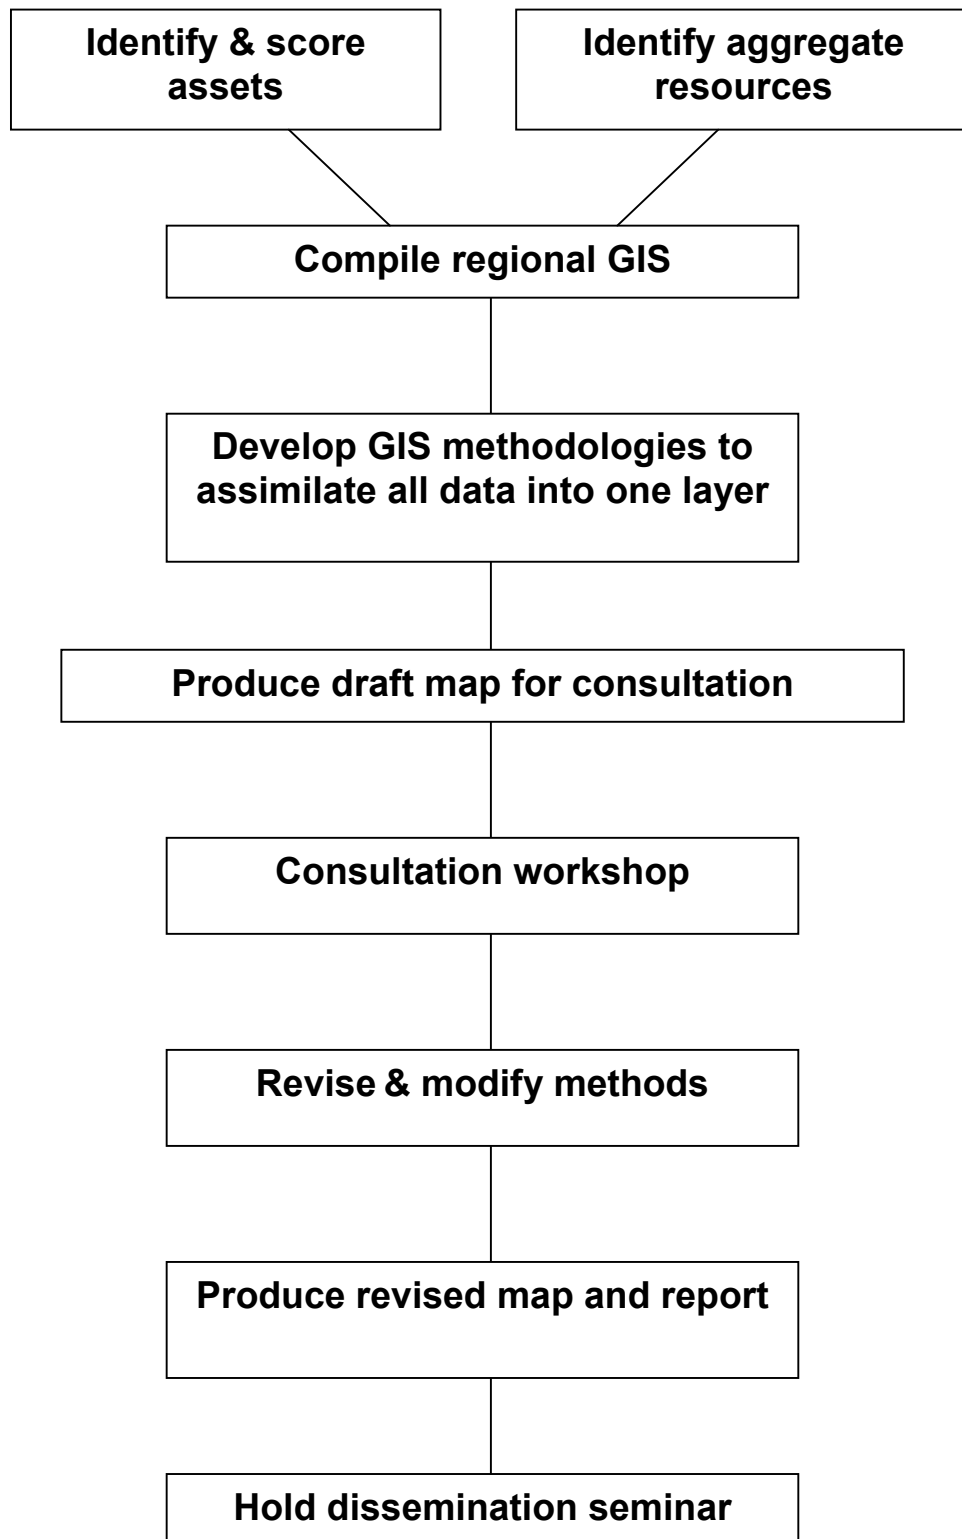 Identify & score
assets
Identify aggregate
resources
Compile regional GIS
Develop GIS methodologies to
assimilate all data into one layer
Produce draft map for consultation
Consultation workshop
Revise & modify methods
Produce revised map and report
Hold dissemination seminar